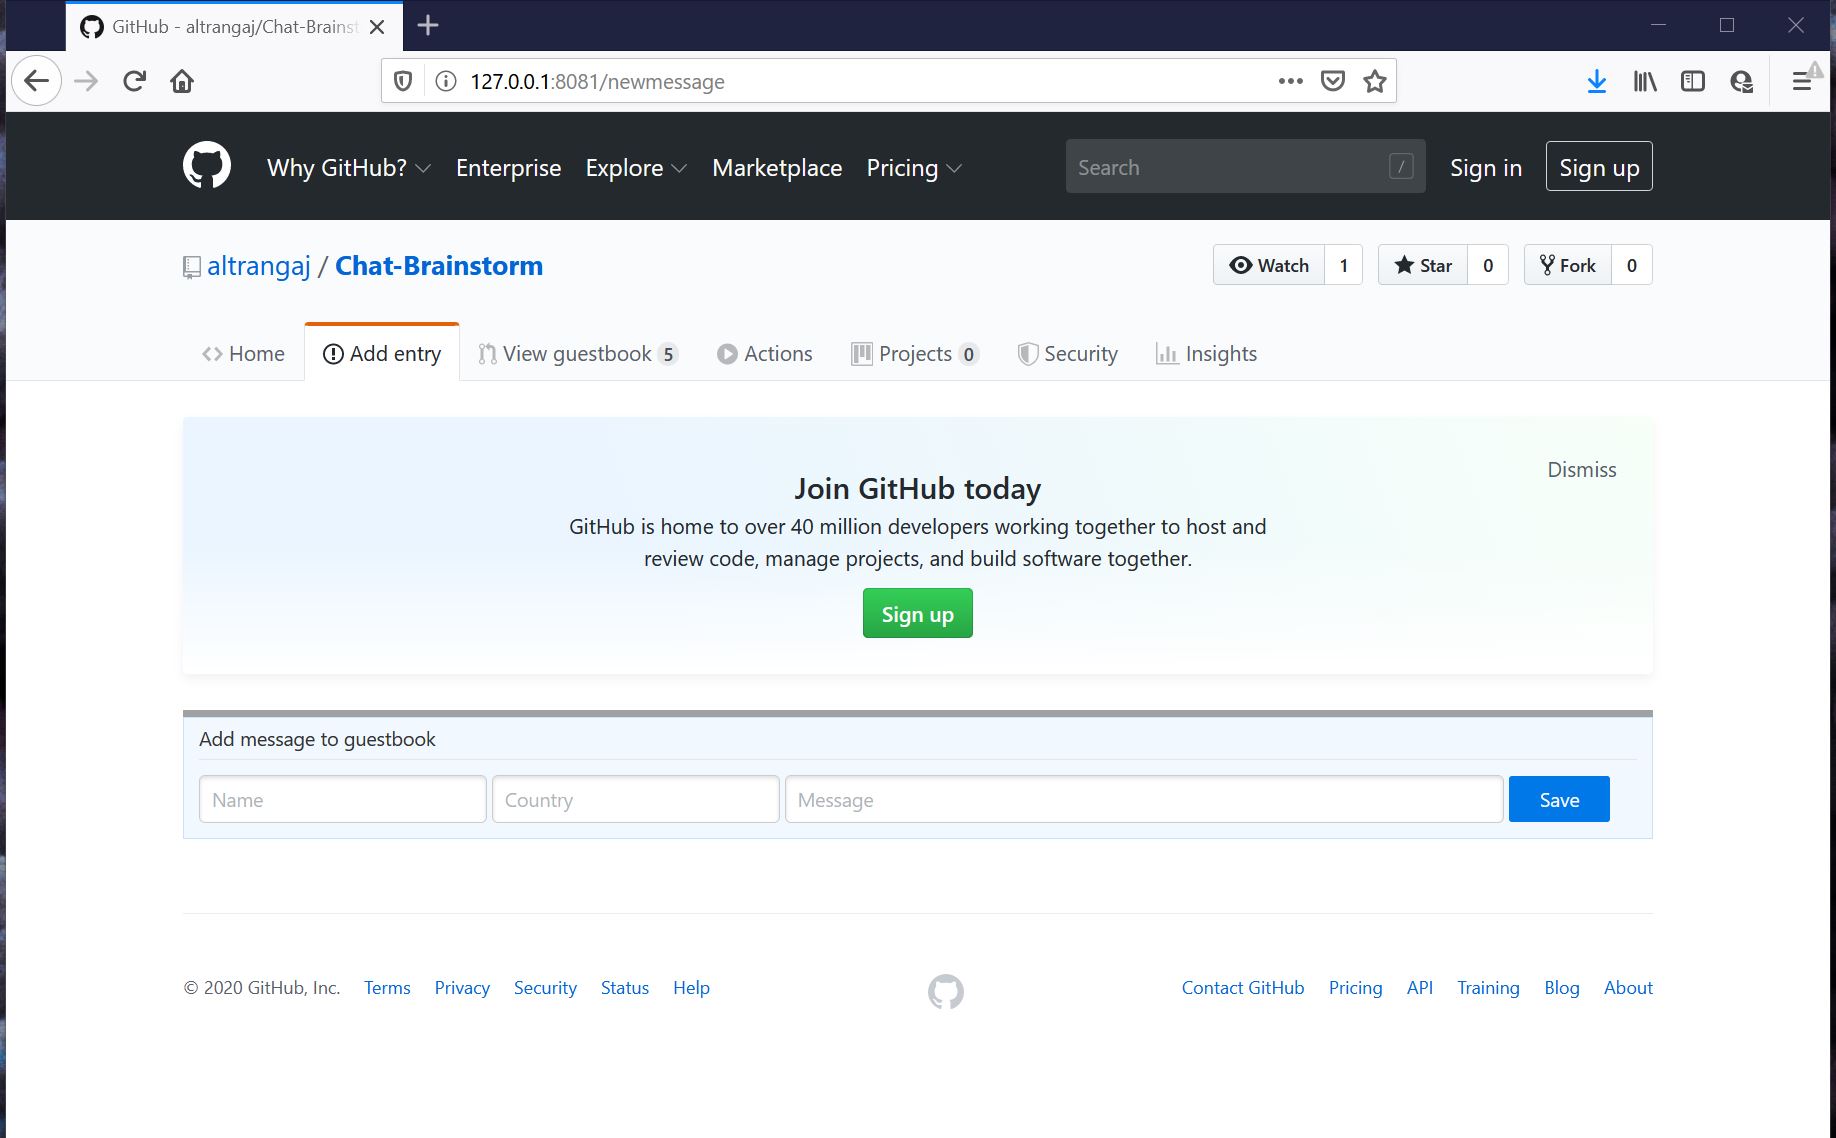 GitHub - altrangaj/Chat-Brainst
127.0.0.1:8081/newmessage
Why GitHub? Enterprise Explore Marketplace Pricing Search / Sign in Sign up
altrangaj / Chat-Brainstorm Watch 1 Star 0 Fork 0
Home Add entry View guestbook 5 Actions Projects 0 Security Insights
Dismiss
Join GitHub today
GitHub is home to over 40 million developers working together to host and
review code, manage projects, and build software together.
Sign up
Add message to guestbook
Name Country Message Save
© 2020 GitHub, Inc. Terms Privacy Security Status Help Contact GitHub Pricing API Training Blog About